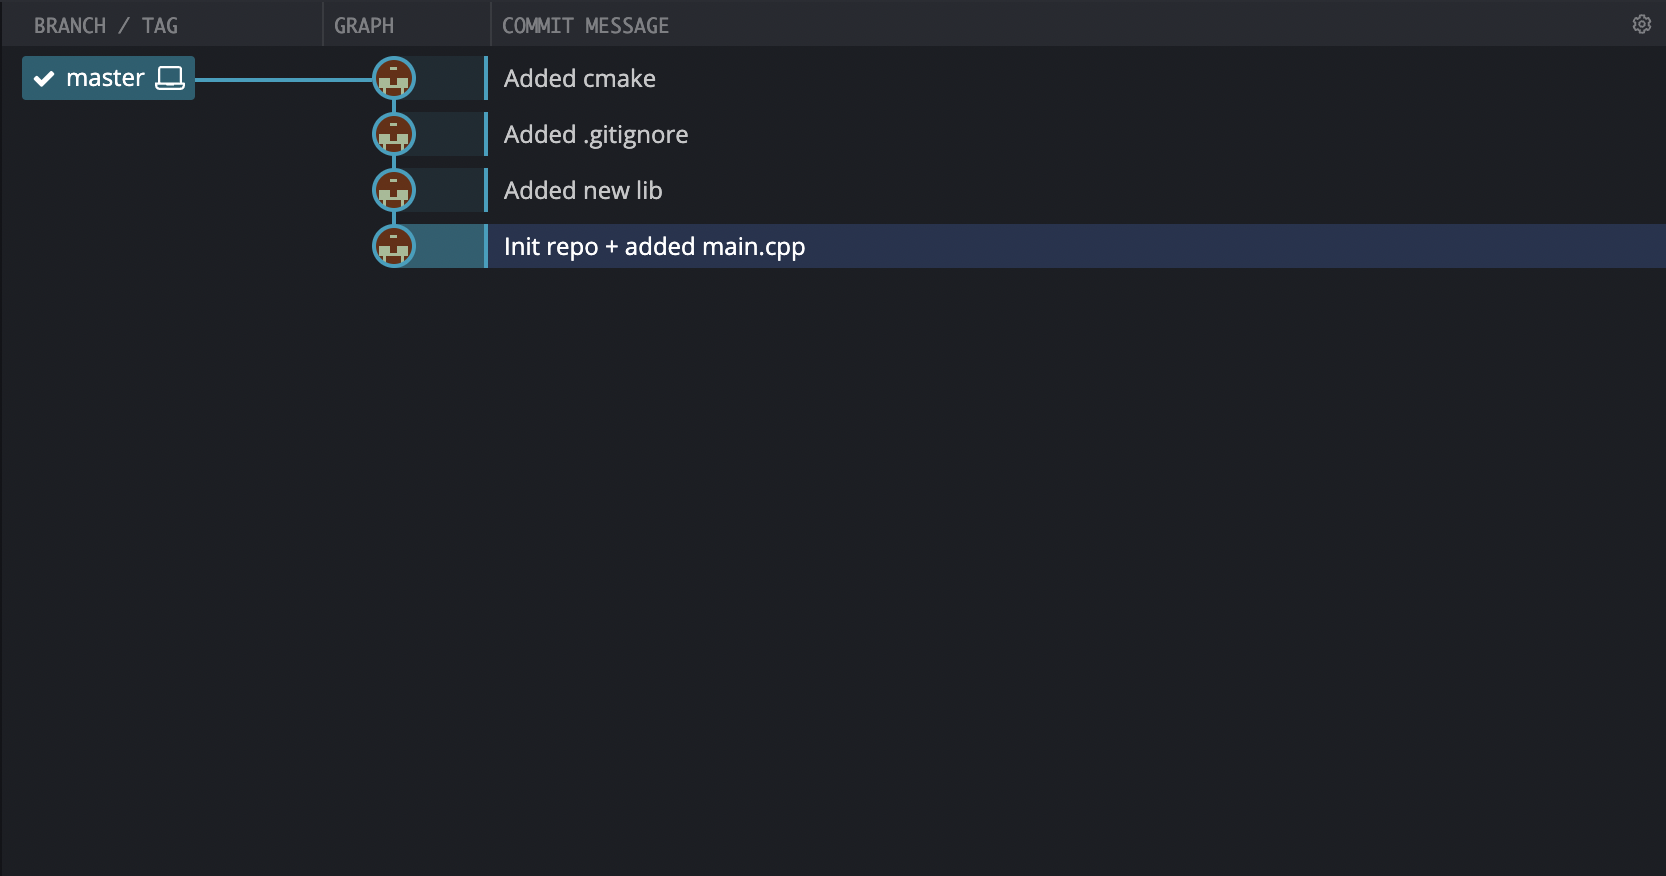 BRANCH / TAG GRAPH COMMIT MESSAGE
master Added cmake
Added .gitignore
Added new lib
Init repo + added main.cpp